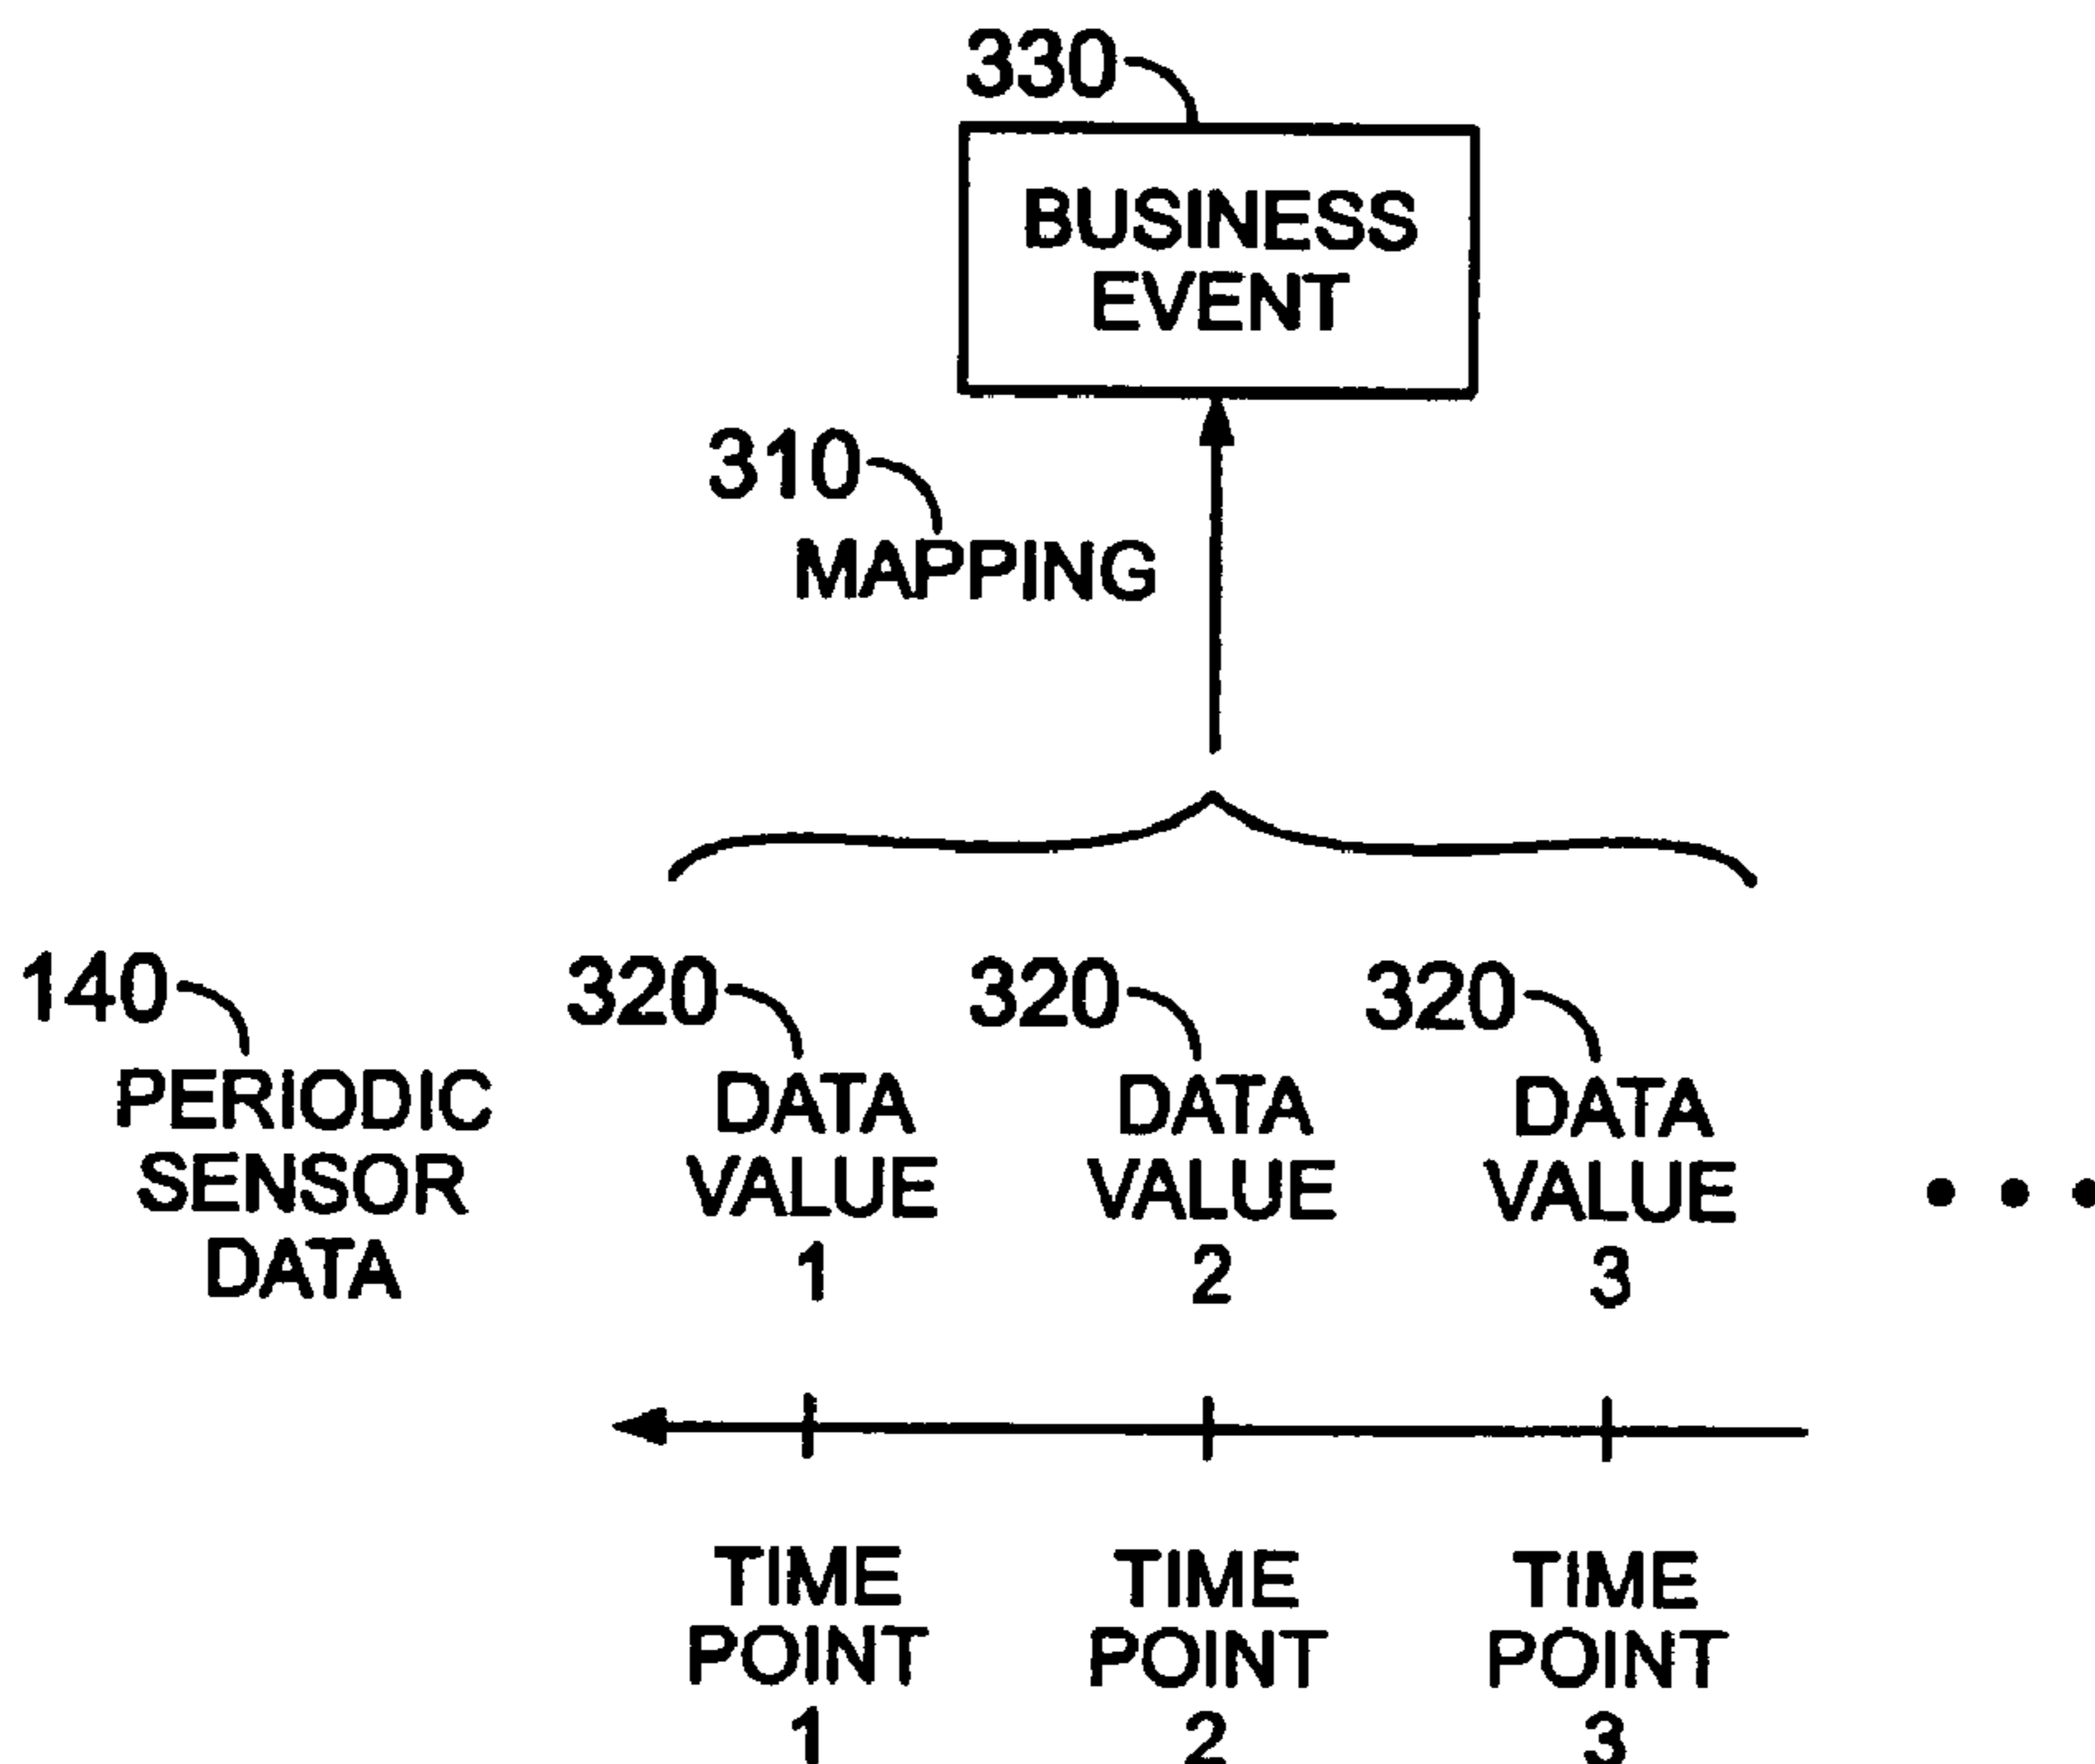 330
BUSINESS
EVENT
310
MAPPING
140
PERIODIC
SENSOR
DATA
320
DATA
VALUE
1
320
DATA
VALUE
2
320
DATA
VALUE
3
TIME
POINT
1
TIME
POINT
2
TIME
POINT
3